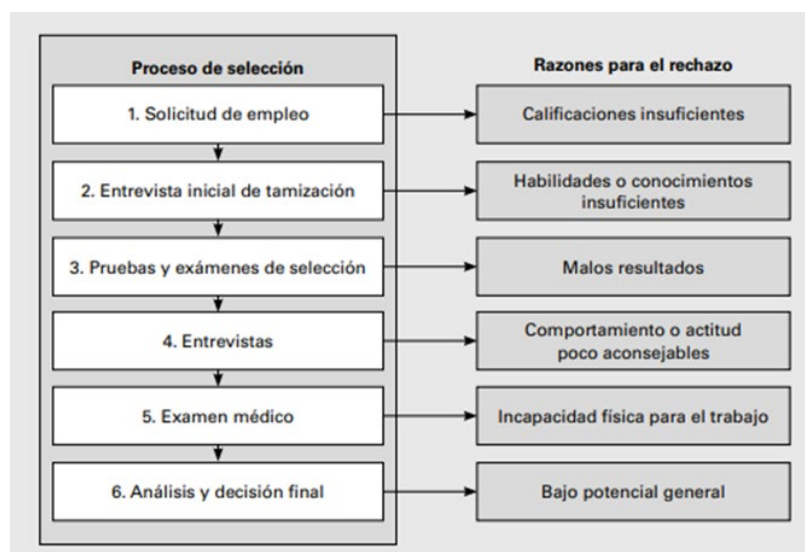 Proceso de selección
Razones para el rechazo
1. Solicitud de empleo
Calificaciones insuficientes
2. Entrevista inicial de tamización
Habilidades o conocimientos
insuficientes
3. Pruebas y exámenes de selección
Malos resultados
4. Entrevistas
Comportamiento o actitud
poco aconsejables
5. Examen médico
Incapacidad física para el trabajo
6. Análisis y decisión final
Bajo potencial general